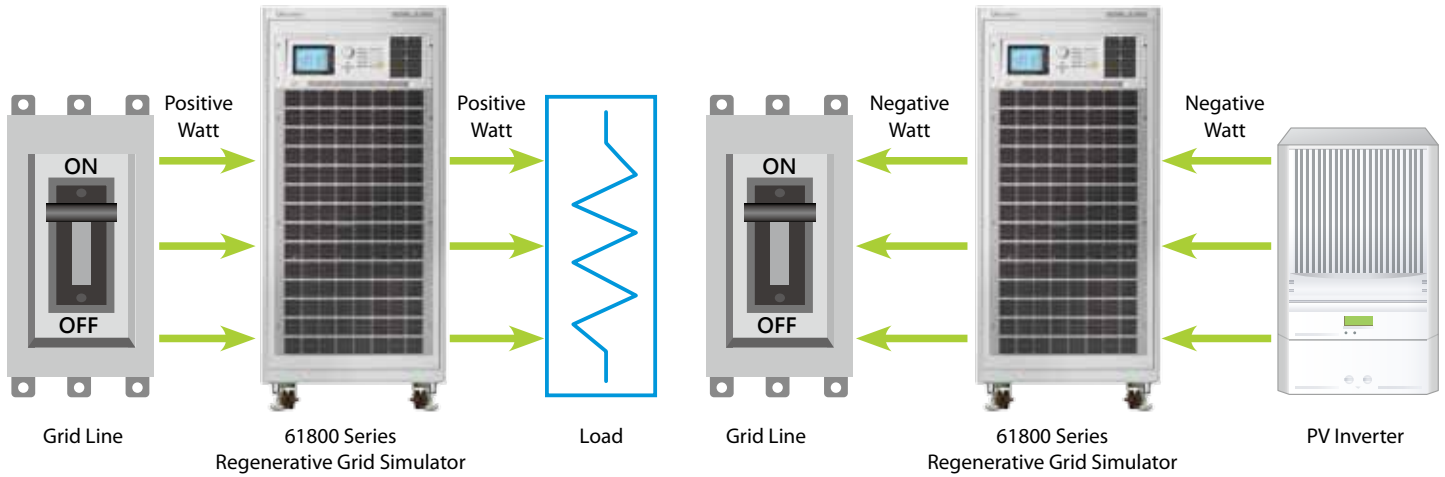 Positive
Watt
Positive
Watt
Negative
Watt
Negative
Watt
ON
OFF
ON
OFF
Grid Line
61800 Series
Regenerative Grid Simulator
Load
Grid Line
61800 Series
Regenerative Grid Simulator
PV Inverter